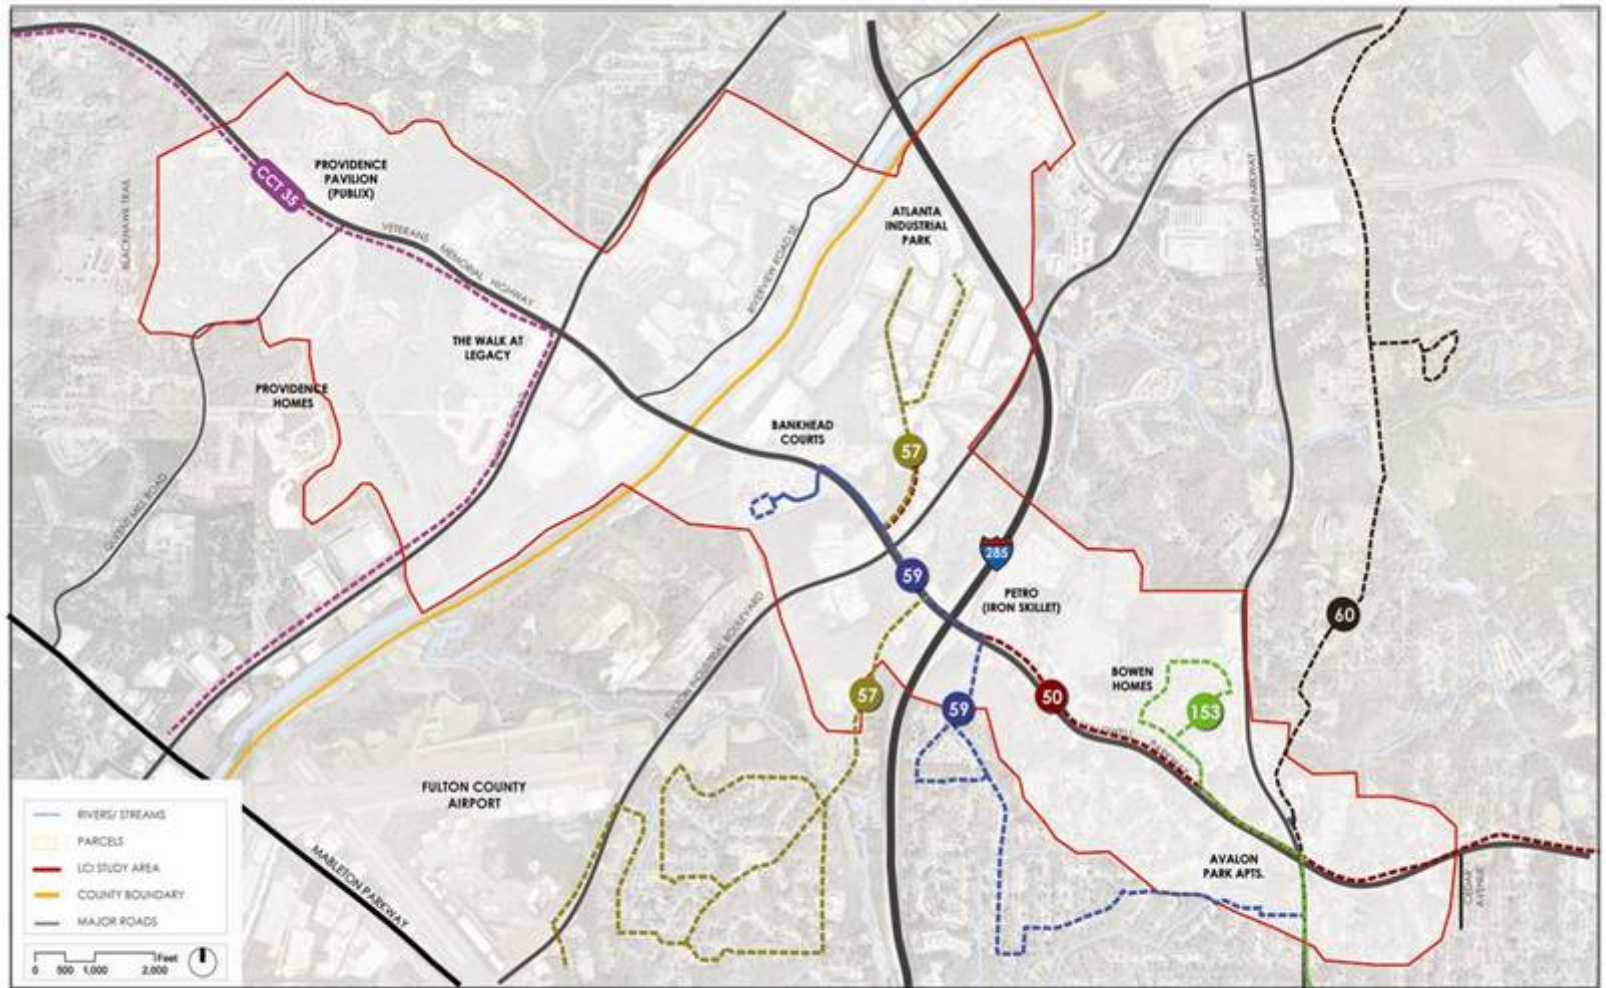 CCT 35
PROVIDENCE
PAVILION
(PUBLIX)
BLACKHAWK TRAIL
VETERANS MEMORIAL HIGHWAY
RIVERVIEW ROAD SE
ATLANTA
INDUSTRIAL
PARK
JAMES JACKSON PARKWAY
THE WALK AT
LEGACY
PROVIDENCE
HOMES
BANKHEAD
COURTS
57
ROAD
285
59
PETRO
(IRON SKILLET)
60
FULTON INDUSTRIAL BOULEVARD
BOWEN
HOMES
57
59
50
153
FULTON COUNTY
AIRPORT
MABLETON PARKWAY
AVALON
PARK APTS.
AVENUE
RIVERS/ STREAMS
PARCELS
LCI STUDY AREA
COUNTY BOUNDARY
MAJOR ROADS
Feet
0 500 1,000 2,000